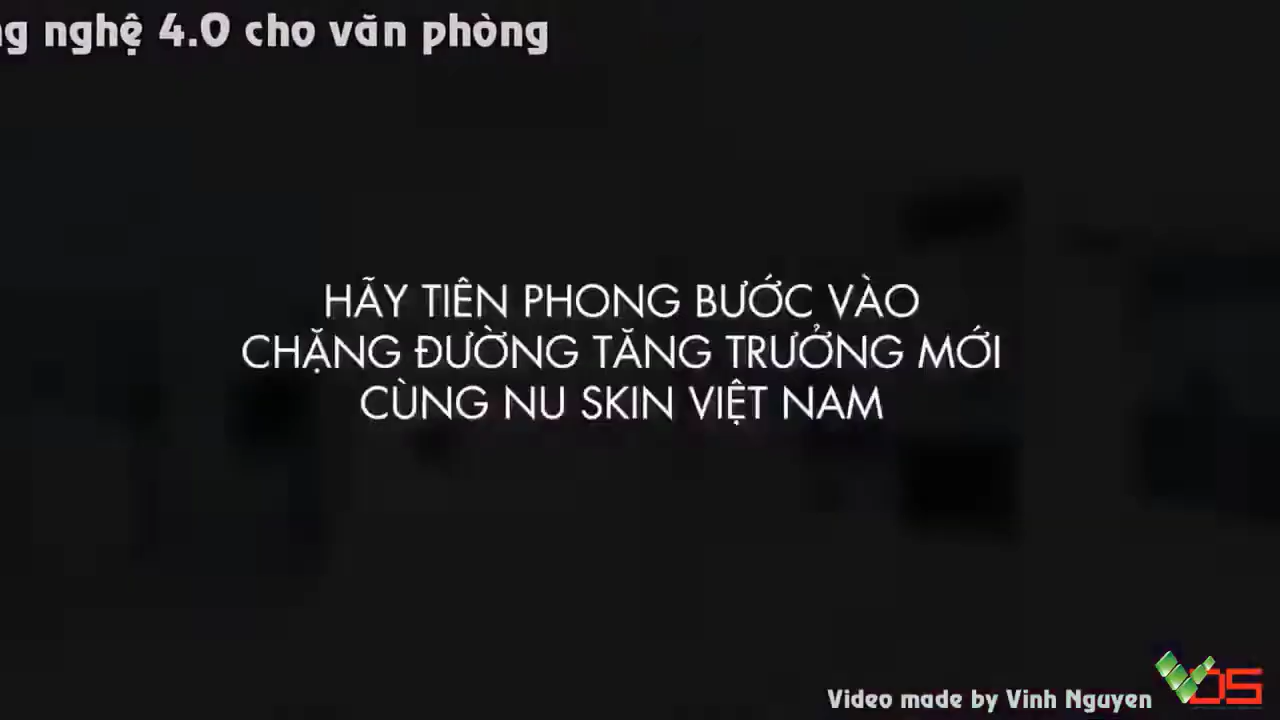 nghệ 4.0 cho văn phòng
HÃY TIÊN PHONG BƯỚC VÀO
CHẶNG ĐƯỜNG TĂNG TRƯỞNG MỚI
CÙNG NU SKIN VIỆT NAM
Video made by Vinh Nguyen
VOS